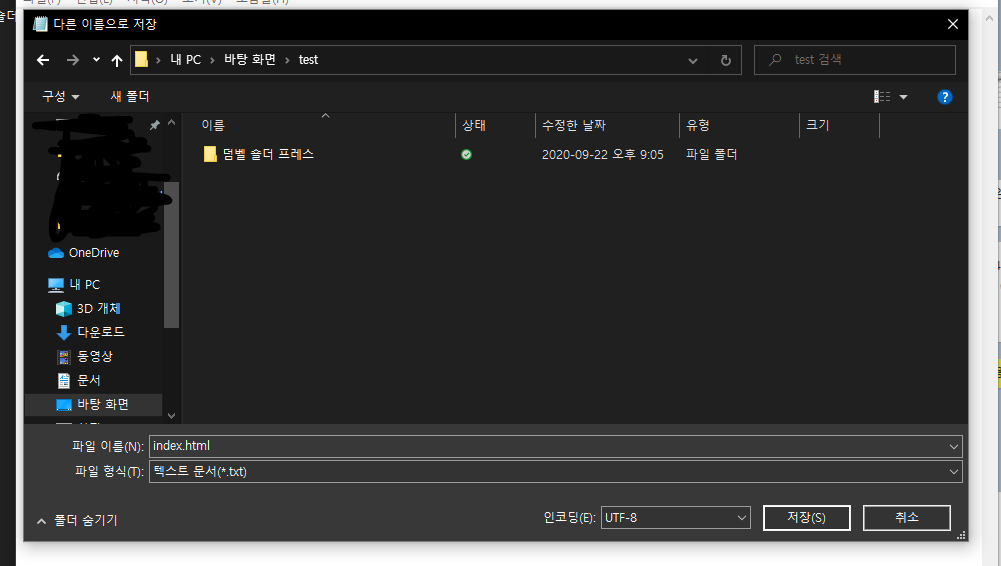 다른 이름으로 저장
내 PC 바탕 화면 test
test 검색
구성
새 폴더
이름 상태 수정한 날짜 유형 크기
덤벨 숄더 프레스 2020-09-22 오후 9:05 파일 폴더
OneDrive
내 PC
3D 개체
다운로드
동영상
문서
바탕 화면
파일 이름(N): index.html
파일 형식(T): 텍스트 문서(*.txt)
폴더 숨기기
인코딩(E): UTF-8
저장(S)
취소